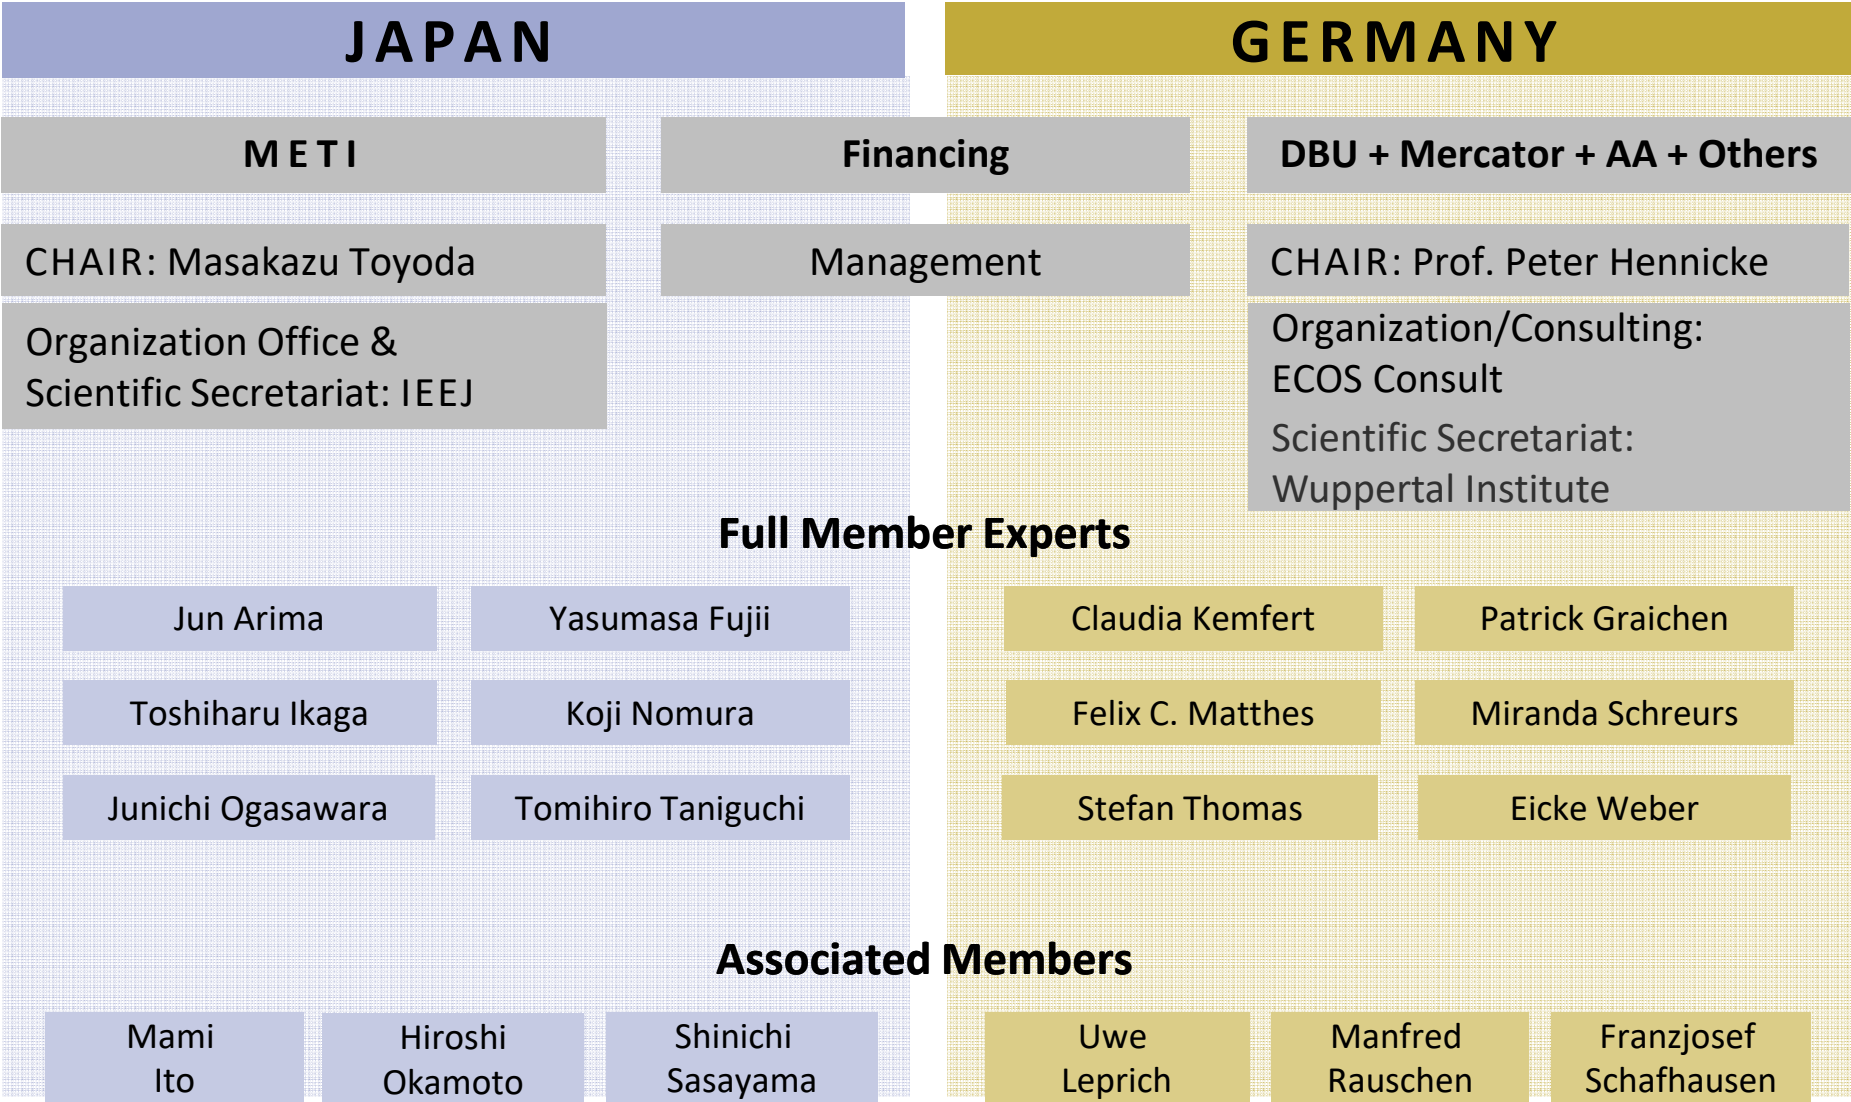 JAPAN
GERMANY
METI
Financing
DBU + Mercator + AA + Others
CHAIR: Masakazu Toyoda
Management
CHAIR: Prof. Peter Hennicke
Organization Office &
Scientific Secretariat: IEEJ
Organization/Consulting:
ECOS Consult
Scientific Secretariat:
Wuppertal Institute
Full Member Experts
Jun Arima
Yasumasa Fujii
Claudia Kemfert
Patrick Graichen
Toshiharu Ikaga
Koji Nomura
Felix C. Matthes
Miranda Schreurs
Junichi Ogasawara
Tomihiro Taniguchi
Stefan Thomas
Eicke Weber
Associated Members
Mami
Ito
Hiroshi
Okamoto
Shinichi
Sasayama
Uwe
Leprich
Manfred
Rauschen
Franzjosef
Schafhausen